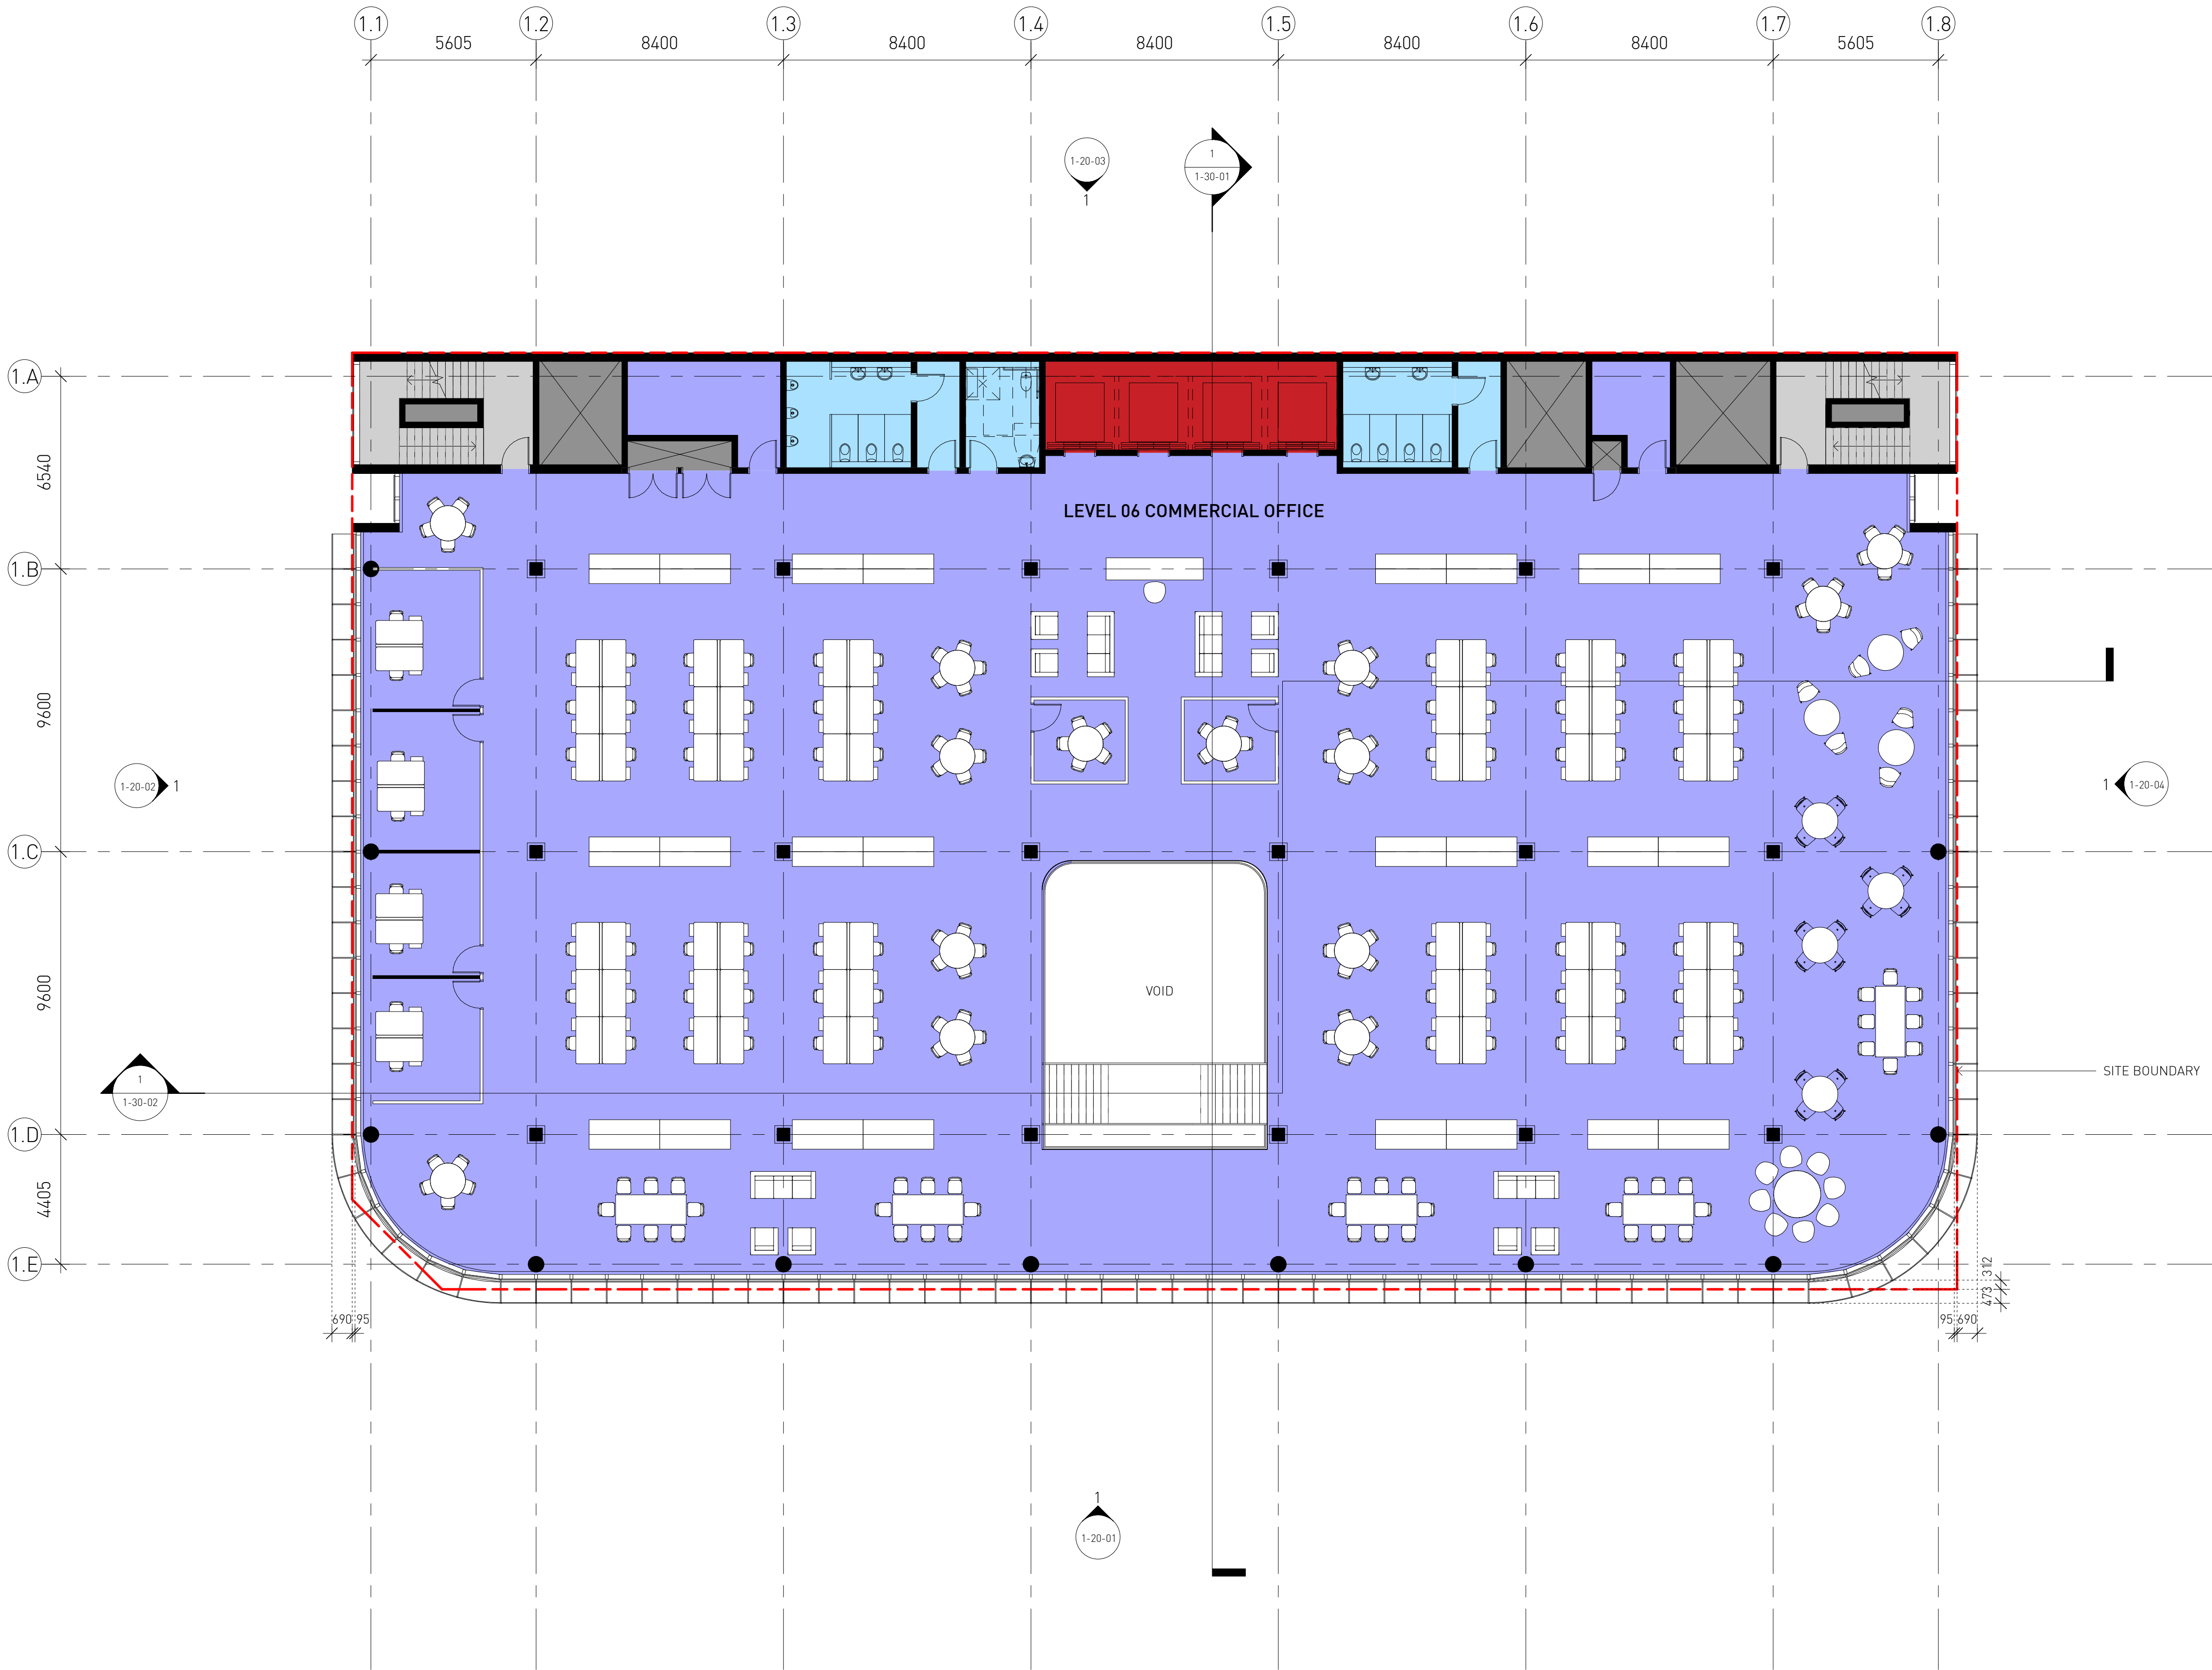 1.1 1.2 1.3 1.4 1.5 1.6 1.7 1.8
5605 8400 8400 8400 8400 8400 5605
1-20-03
1
1
1-30-01
1.A
6540
LEVEL 06 COMMERCIAL OFFICE
1.B
9600
1-20-02 1
1 1-20-04
1.C
9600
VOID
SITE BOUNDARY
1
1-30-02
1.D
4405
1.E
312
473
690 95
95 690
1
1-20-01